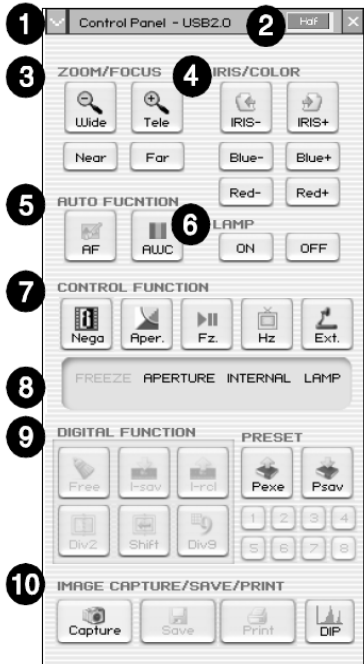 1 Control Panel - USB2.0 2 Half
3 ZOOM/FOCUS 4 IRIS/COLOR
Wide Tele IRIS- IRIS+
Near Far Blue- Blue+
Red- Red+
5 AUTO FUCNTION 6 LAMP
AF AWC ON OFF
7 CONTROL FUNCTION
Nega Aper. Fz. Hz Ext.
8 FREEZE APERTURE INTERNAL LAMP
9 DIGITAL FUNCTION PRESET
Free I-sav I-rcl Pexe Psav
1 2 3 4
Div2 Shift Div9 5 6 7 8
10 IMAGE CAPTURE/SAVE/PRINT
Capture Save Print DIP